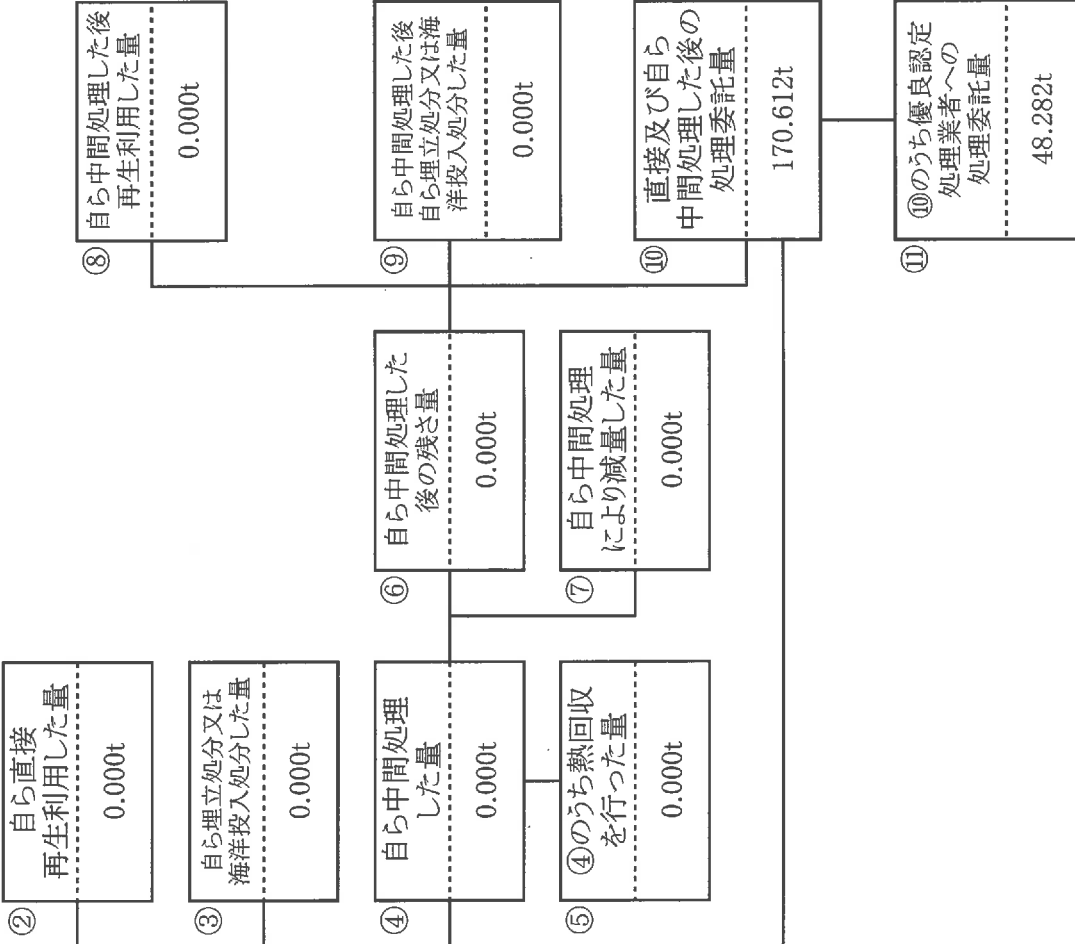 ②
自ら直接
再生利用した量
0.000t
③
自ら埋立処分又は
海洋投入処分した量
0.000t
④
自ら中間処理
した量
0.000t
⑤
④のうち熱回収
を行った量
0.000t
⑥
自ら中間処理した
後の残さ量
0.000t
⑦
自ら中間処理
により減量した量
0.000t
⑧
自ら中間処理した後
再生利用した量
0.000t
⑨
自ら中間処理した後
自ら埋立処分又は海
洋投入処分した量
0.000t
⑩
直接及び自ら
中間処理した後の
処理委託量
170.612t
⑪
⑩のうち優良認定
処理業者への
処理委託量
48.282t